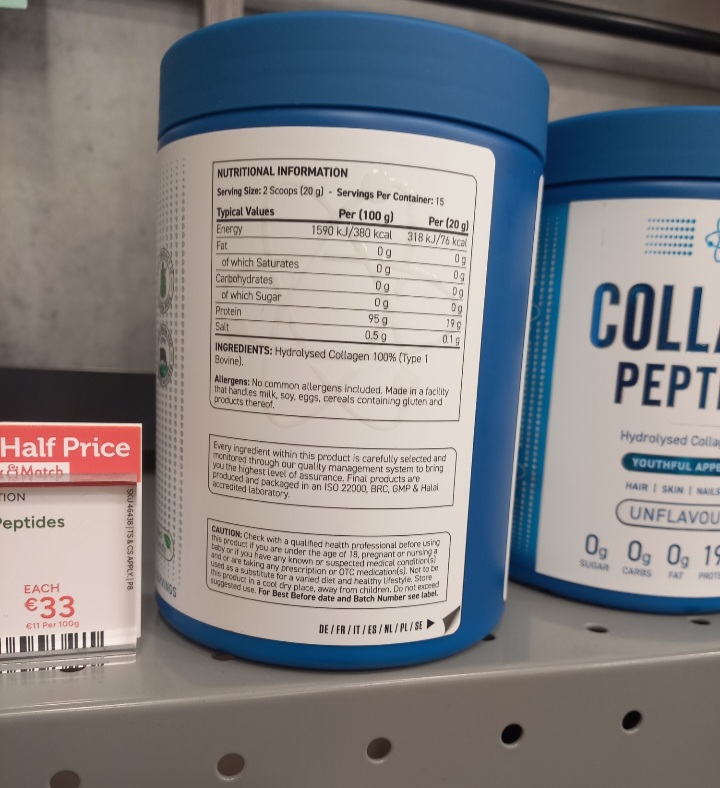 NUTRITIONAL INFORMATION
Serving Size: 2 Scoops (20 g) - Servings Per Container: 15
Typical Values Per (100 g) Per (20 g)
Energy 1590 kJ/380 kcal 318 kJ/76 kcal
Fat 0 g 0 g
of which Saturates 0 g 0 g
Carbohydrates 0 g 0 g
of which Sugar 0 g 0 g
Protein 95 g 19 g
Salt 0.5 g 0.1 g
INGREDIENTS: Hydrolysed Collagen 100% (Type 1
Bovine).
Allergens: No common allergens included. Made in a facility
that handles milk, soy, eggs, cereals containing gluten and
products thereof.
Every ingredient within this product is carefully selected and
monitored through our quality management system to bring
you the highest level of assurance. Final products are
produced and packaged in an ISO 22000, BRC, GMP & Halal
accredited laboratory.
CAUTION: Check with a qualified health professional before using
this product if you are under the age of 18, pregnant or nursing a
baby or if you have any known or suspected medical condition(s)
and/or are taking any prescription or OTC medication(s). Not to be
used as a substitute for a varied diet and healthy lifestyle. Store
this product in a cool dry place, away from children. Do not exceed
suggested use. For Best Before date and Batch Number see label.
DE / FR / IT / ES / NL / PL / SE
COLLA
PEPT
Hydrolysed Colla
YOUTHFUL APPE
HAIR | SKIN | NAILS
UNFLAVOU
0g 0g 0g 19
SUGAR CARBS FAT PROT
Half Price
& Match
TION
Peptides
EACH
€33
€11 Per 100g
SKU46436 | TS & CS APPLY. | P8